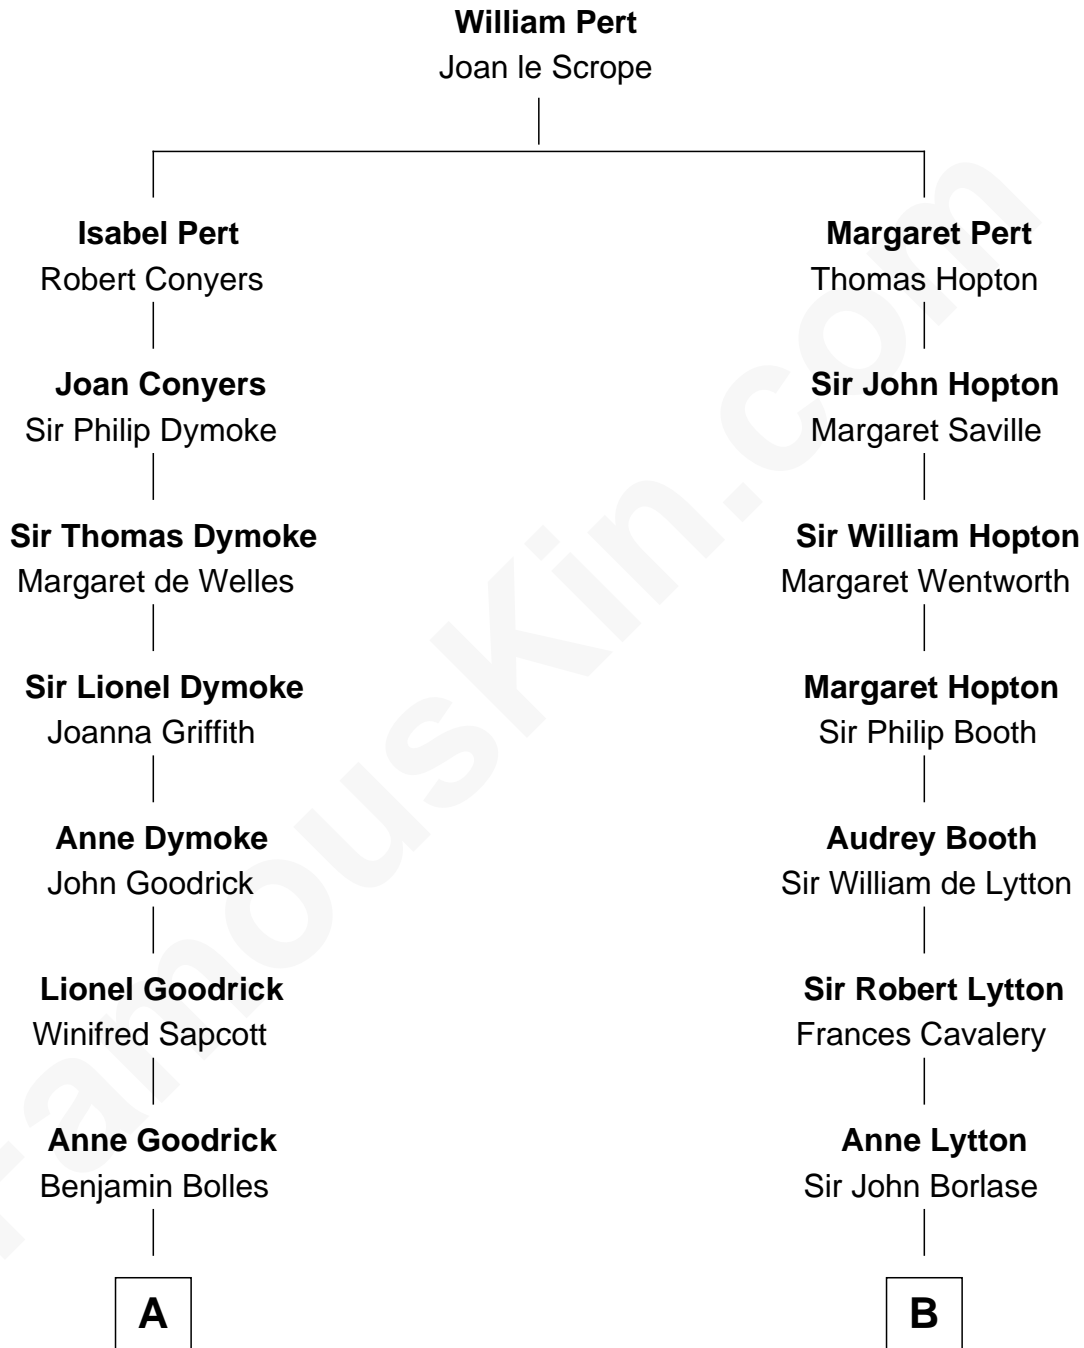 William Pert
Joan le Scrope
Isabel Pert
Robert Conyers
Margaret Pert
Thomas Hopton
Joan Conyers
Sir Philip Dymoke
Sir John Hopton
Margaret Saville
Sir Thomas Dymoke
Margaret de Welles
Sir William Hopton
Margaret Wentworth
Sir Lionel Dymoke
Joanna Griffith
Margaret Hopton
Sir Philip Booth
Anne Dymoke
John Goodrick
Audrey Booth
Sir William de Lytton
Lionel Goodrick
Winifred Sapcott
Sir Robert Lytton
Frances Cavalery
Anne Goodrick
Benjamin Bolles
Anne Lytton
Sir John Borlase
A
B
FamousKin.com